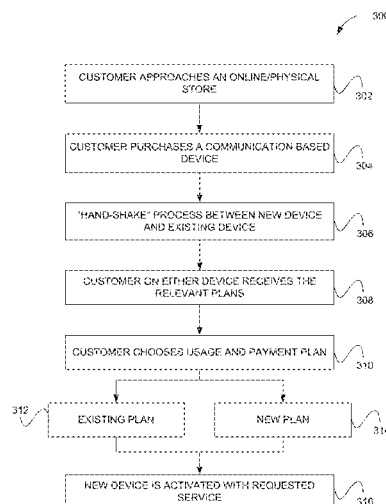 300
CUSTOMER APPROACHES AN ONLINE/PHYSICAL
STORE
302
CUSTOMER PURCHASES A COMMUNICATION BASED
DEVICE
304
"HAND-SHAKE" PROCESS BETWEEN NEW DEVICE
AND EXISTING DEVICE
306
CUSTOMER ON EITHER DEVICE RECEIVES THE
RELEVANT PLANS
308
CUSTOMER CHOOSES USAGE AND PAYMENT PLAN
310
312
EXISTING PLAN
NEW PLAN
314
NEW DEVICE IS ACTIVATED WITH REQUESTED
SERVICE
316